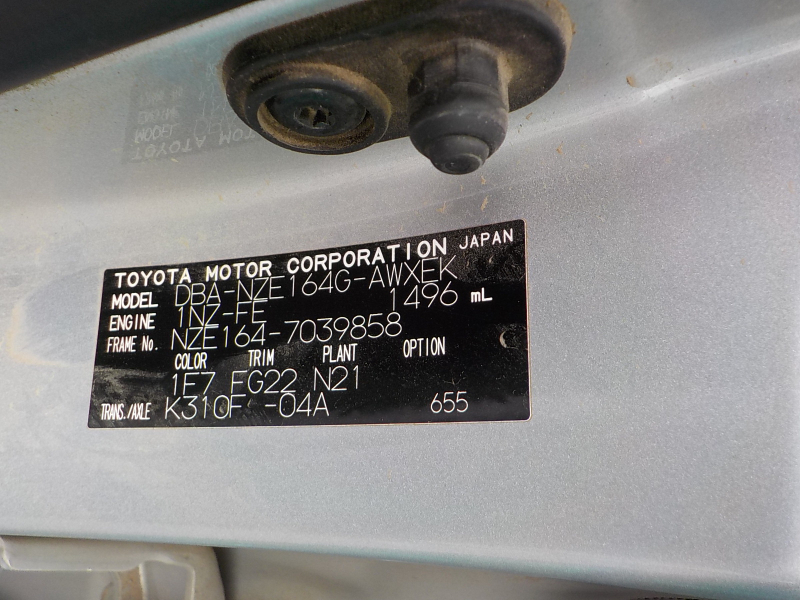 TOYOTA MOTOR CORPORATION JAPAN
MODEL DBA-NZE164G-AWXEK
ENGINE 1NZ-FE 1496 mL
FRAME No. NZE164-7039858
COLOR TRIM PLANT OPTION
1F7 FG22 N21
TRANS./AXLE K310F -04A 655